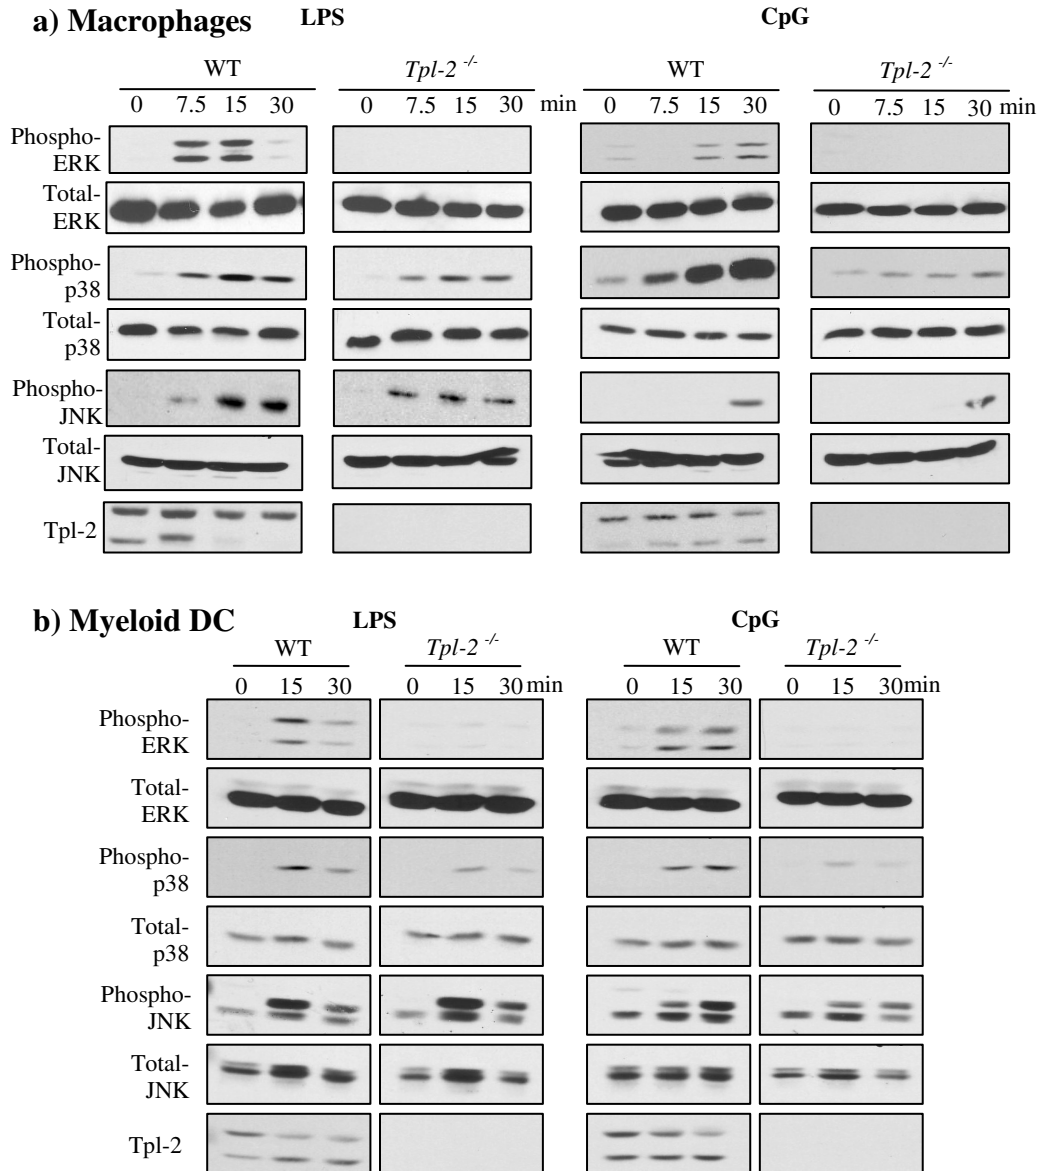 a) Macrophages LPS CpG
WT Tpl-2 -/- WT Tpl-2 -/-
0 7.5 15 30 0 7.5 15 30 min 0 7.5 15 30 0 7.5 15 30 min
Phospho-
ERK
Total-
ERK
Phospho-
p38
Total-
p38
Phospho-
JNK
Total-
JNK
Tpl-2
b) Myeloid DC LPS CpG
WT Tpl-2 -/- WT Tpl-2 -/-
0 15 30 0 15 30 min 0 15 30 0 15 30 min
Phospho-
ERK
Total-
ERK
Phospho-
p38
Total-
p38
Phospho-
JNK
Total-
JNK
Tpl-2